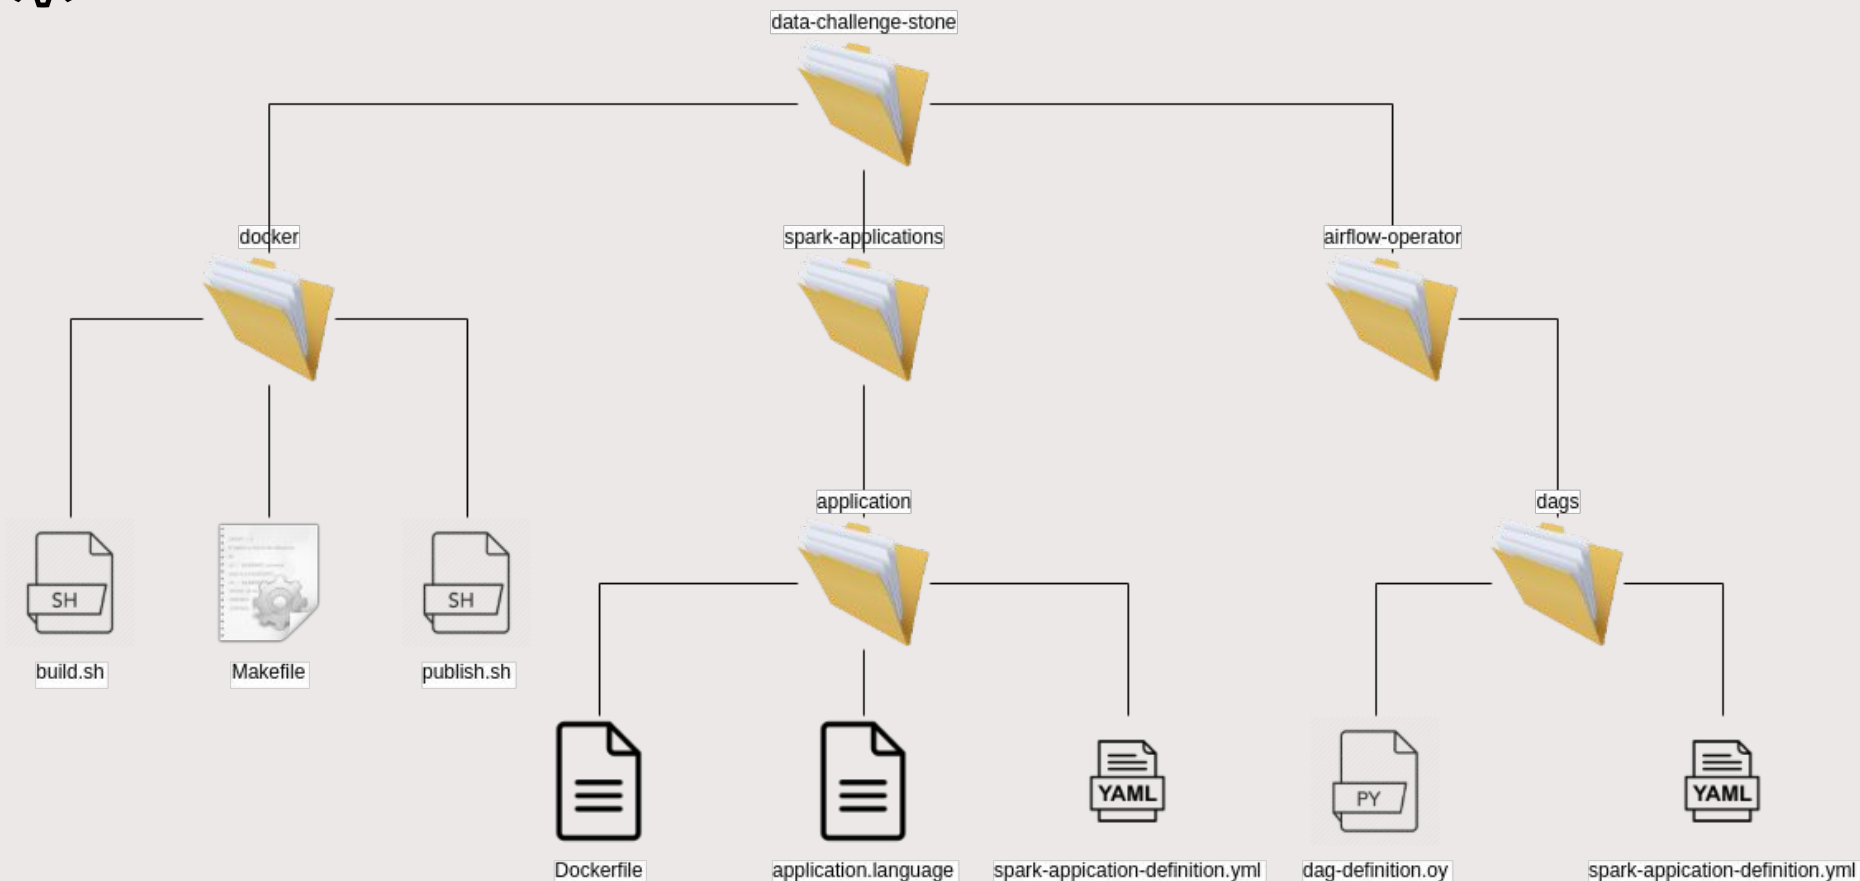 data-challenge-stone
docker
spark-applications
airflow-operator
application
dags
SH
SH
build.sh
Makefile
publish.sh
YAML
PY
YAML
Dockerfile
application.language
spark-appication-definition.yml
dag-definition.oy
spark-appication-definition.yml